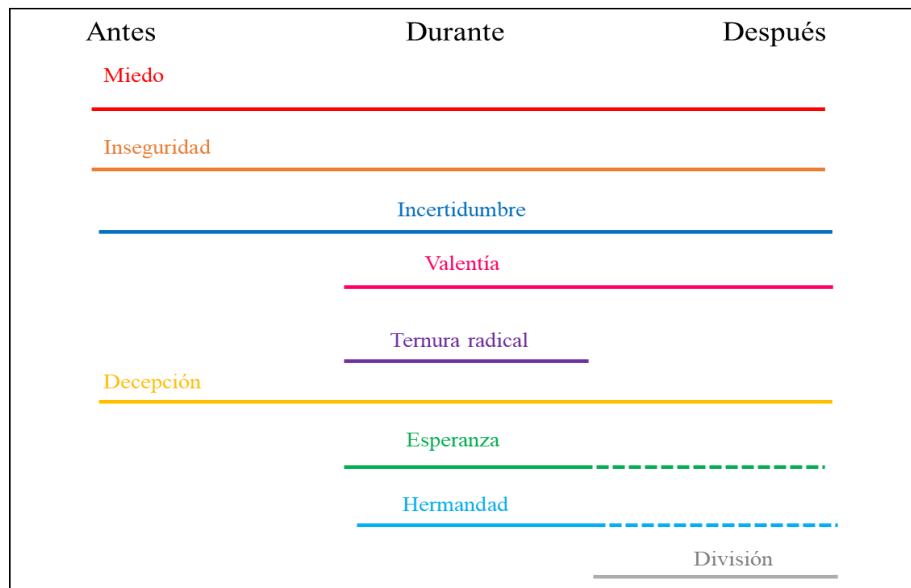 Antes Durante Después
Miedo
Inseguridad
Incertidumbre
Valentía
Ternura radical
Decepción
Esperanza
Hermandad
División